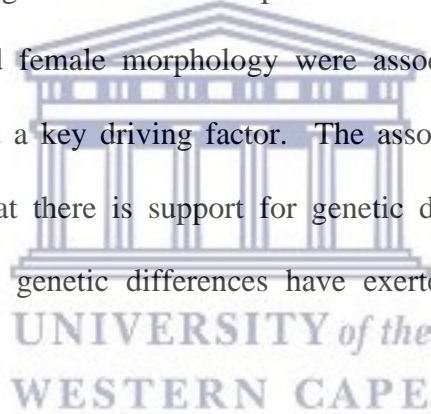 d female morphology were assoc
a key driving factor. The asso
at there is support for genetic d
genetic differences have exerte
UNIVERSITY of the
WESTERN CAPE